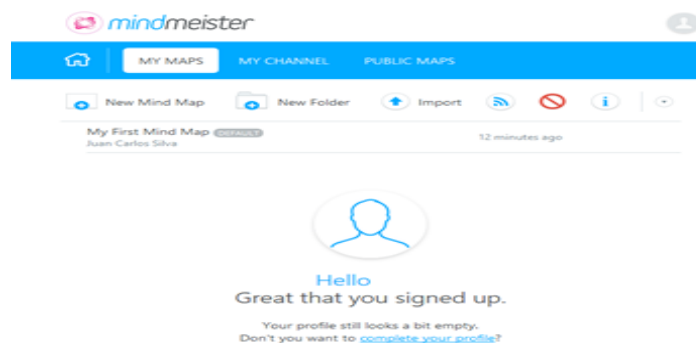 mindmeister
MY MAPS MY CHANNEL PUBLIC MAPS
New Mind Map New Folder Import
My First Mind Map DEFAULT
Juan Carlos Silva 12 minutes ago
Hello
Great that you signed up.
Your profile still looks a bit empty.
Don't you want to complete your profile?